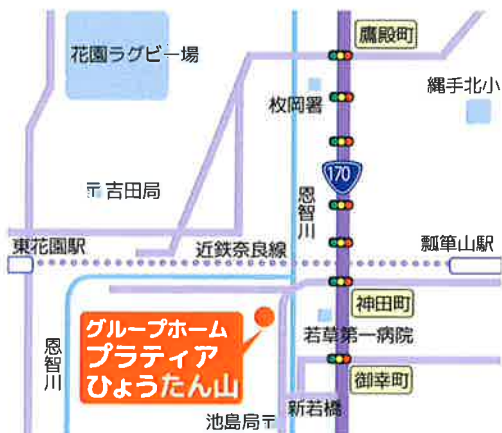 鷹殿町
花園ラグビー場
縄手北小
枚岡署
170
〒吉田局
恩智川
東花園駅
近鉄奈良線
瓢箪山駅
神田町
グループホーム
プラティア
ひょうたん山
若草第一病院
恩智川
御幸町
新若橋
池島局〒